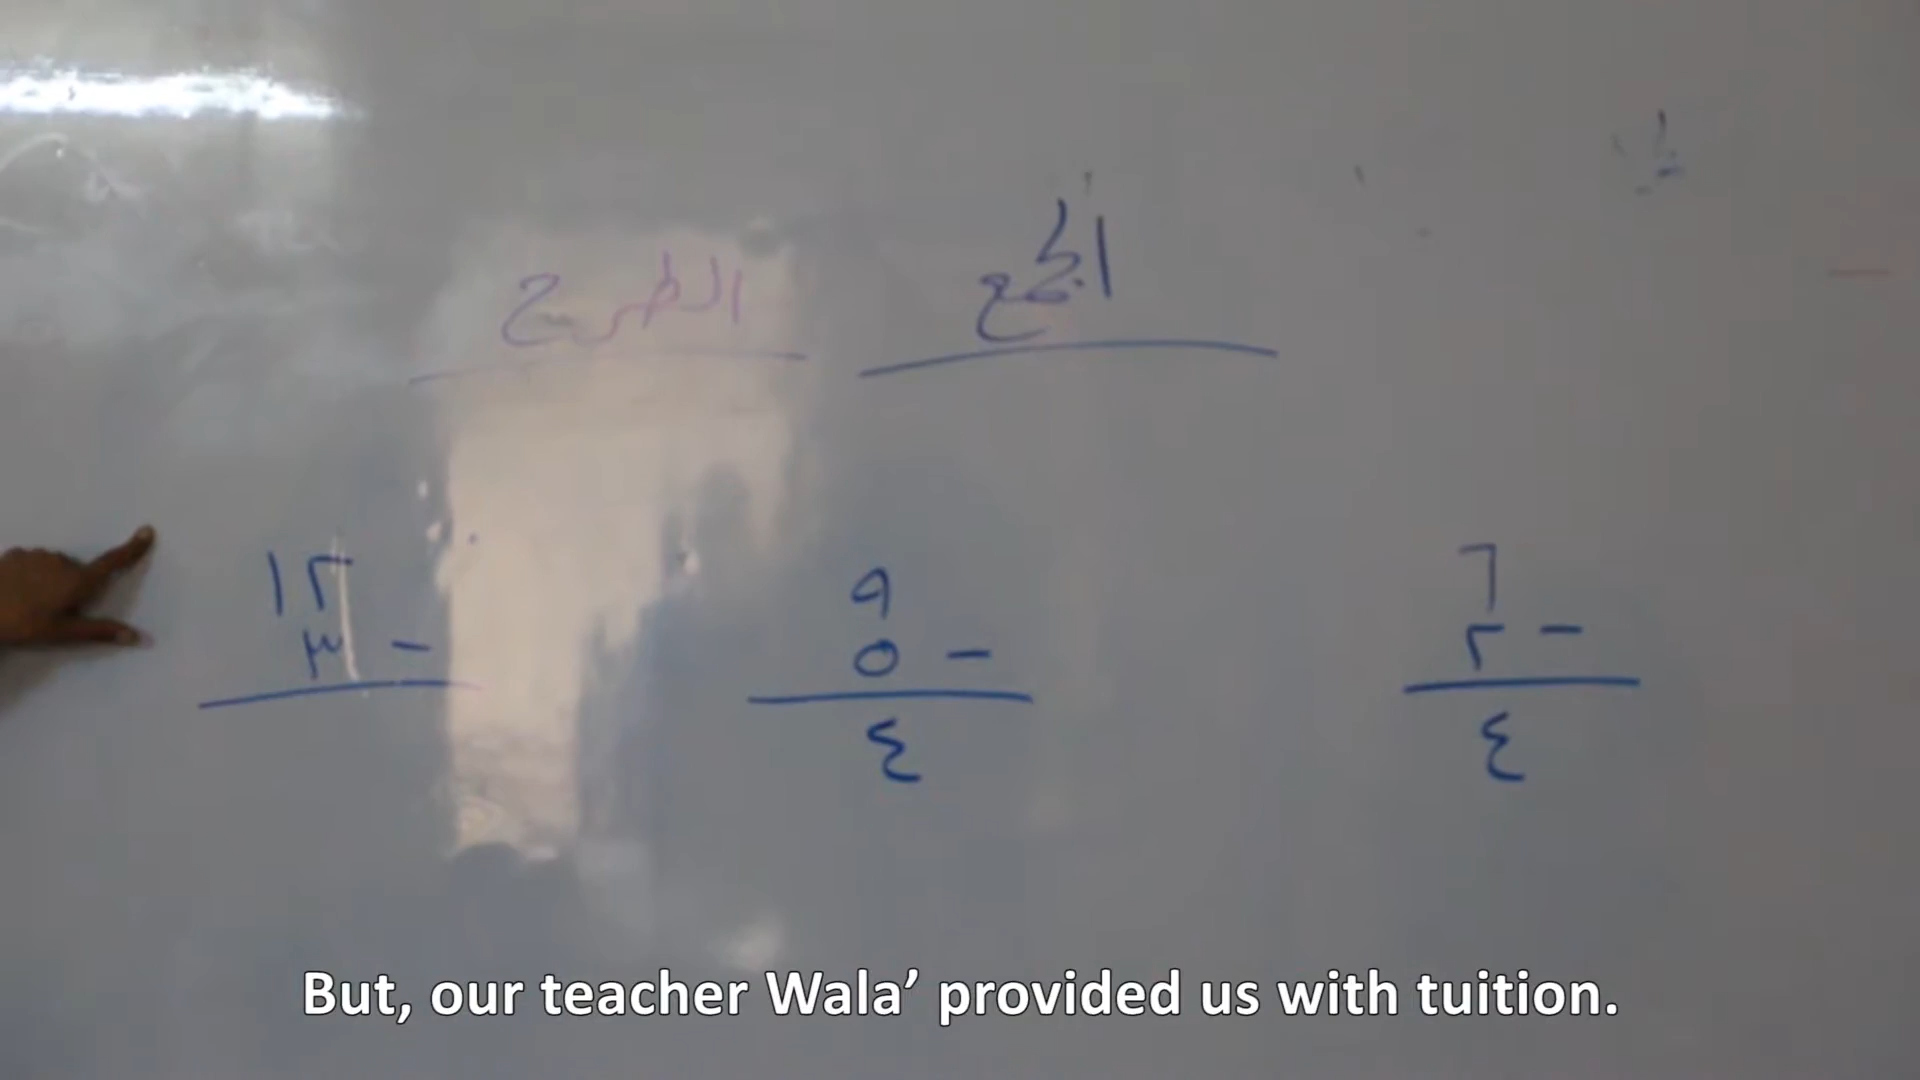 الجمع
الطرح
٦
٢ -
٤
٩
٥ -
٤
١٢
٣ -
But, our teacher Wala’ provided us with tuition.